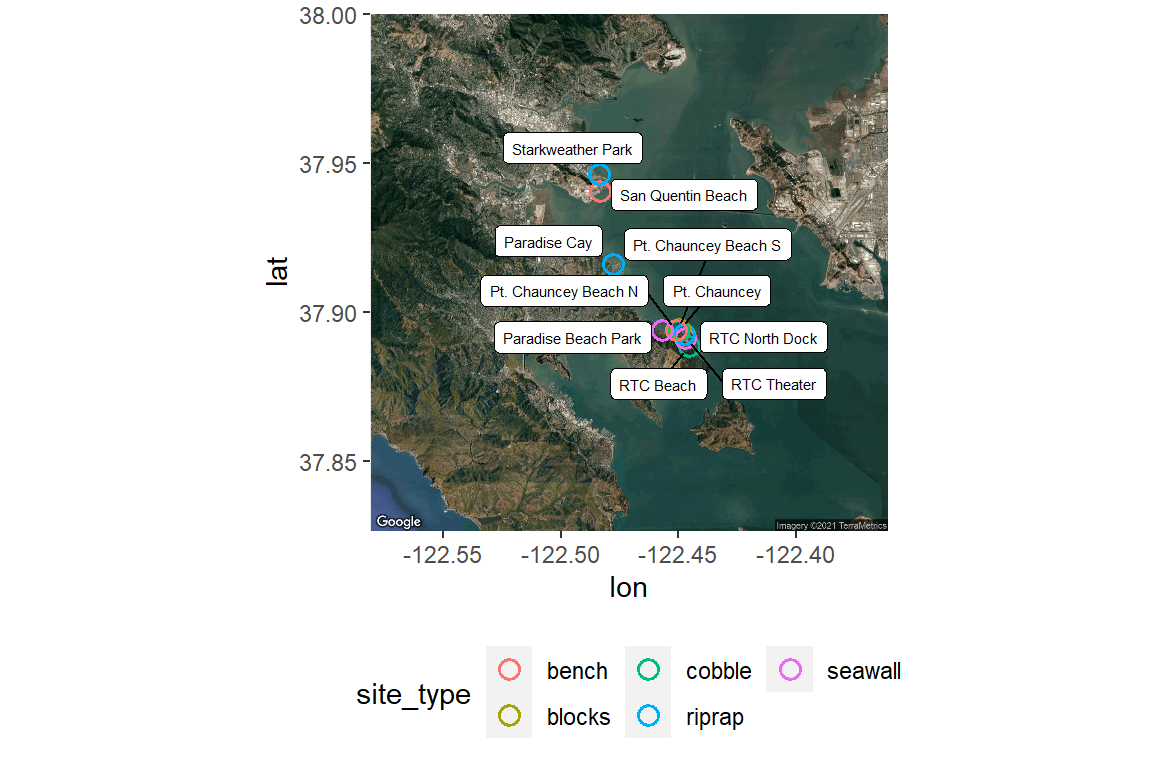 38.00
37.95
37.90
37.85
lat
Starkweather Park
San Quentin Beach
Paradise Cay
Pt. Chauncey Beach S
Pt. Chauncey Beach N
Pt. Chauncey
Paradise Beach Park
RTC North Dock
RTC Beach
RTC Theater
Google
Imagery ©2021 TerraMetrics
-122.55
-122.50
-122.45
-122.40
lon
site_type
bench
cobble
seawall
blocks
riprap